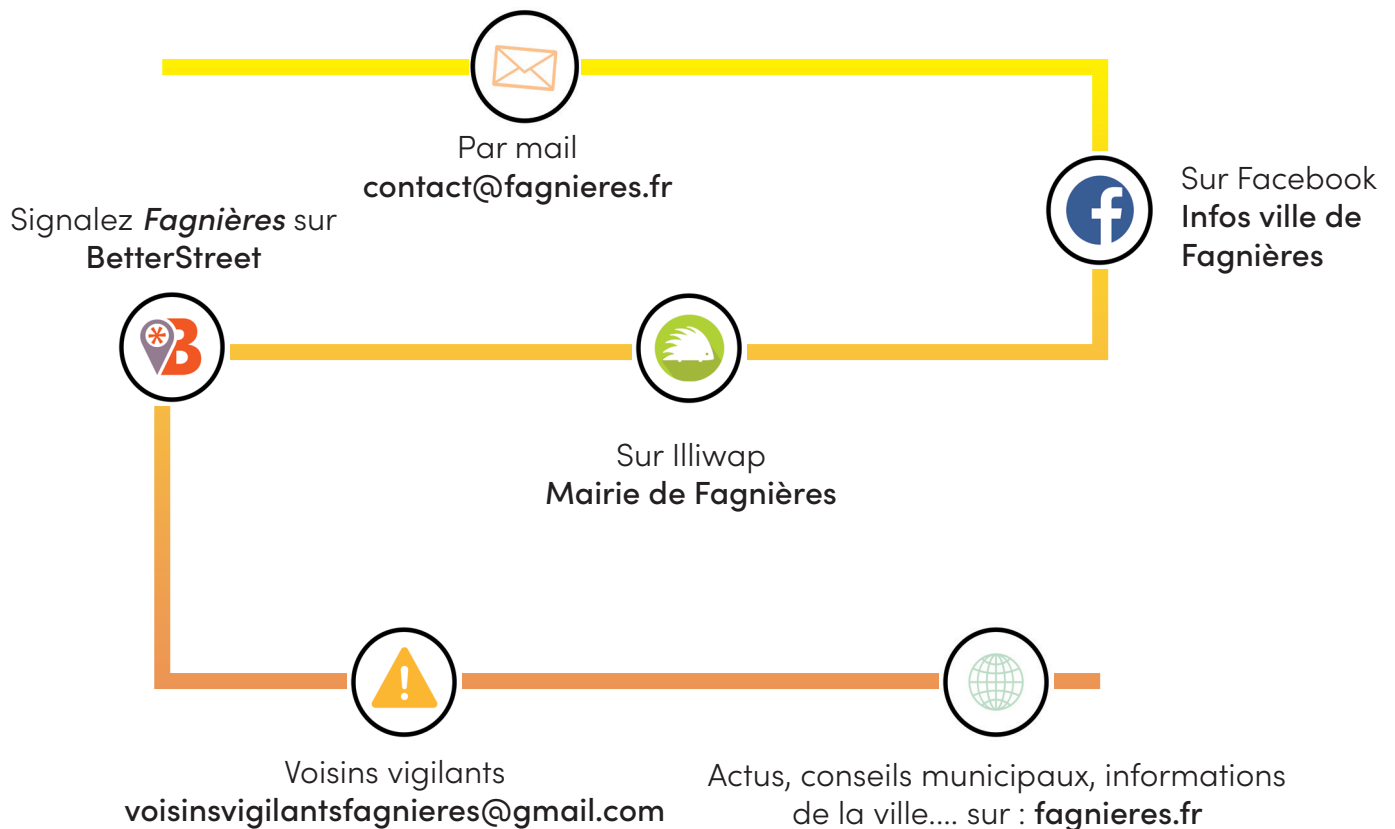 Par mail
contact@fagnieres.fr
Sur Facebook
Infos ville de
Fagnières
Signalez Fagnières sur
BetterStreet
B
Sur Illiwap
Mairie de Fagnières
Voisins vigilants
voisinsvigilantsfagnieres@gmail.com
Actus, conseils municipaux, informations
de la ville.... sur : fagnieres.fr